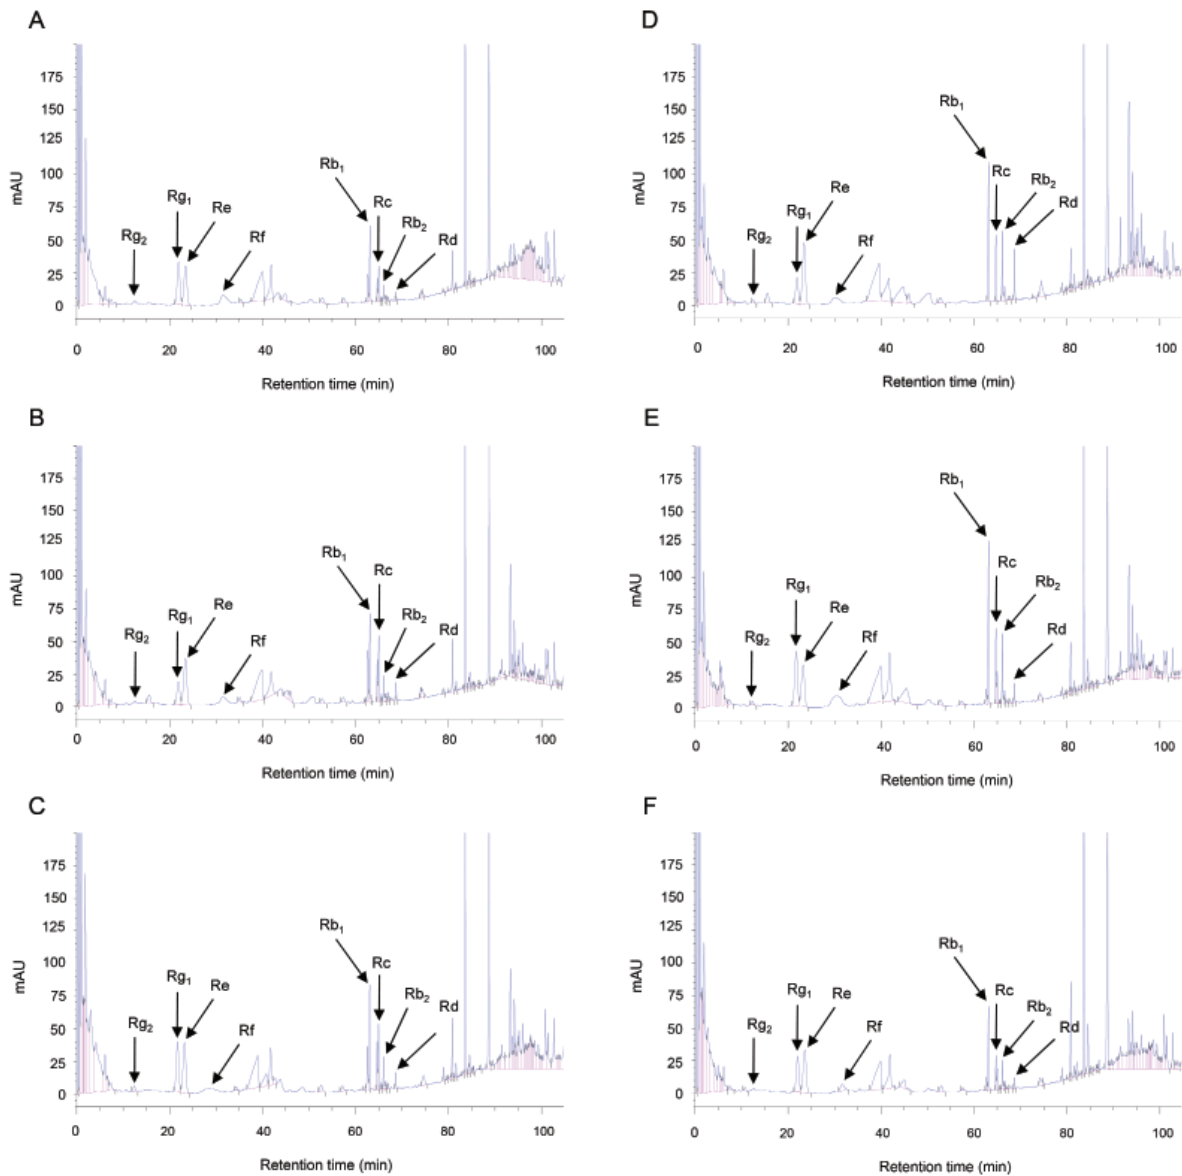 A
mAU
175
150
125
100
75
50
25
0
Rg₂
Rg₁
Re
Rf
Rb₁
Rc
Rb₂
Rd
0 20 40 60 80 100
Retention time (min)
D
mAU
175
150
125
100
75
50
25
0
Rg₂
Rg₁
Re
Rf
Rb₁
Rc
Rb₂
Rd
0 20 40 60 80 100
Retention time (min)
B
mAU
175
150
125
100
75
50
25
0
Rg₂
Rg₁
Re
Rf
Rb₁
Rc
Rb₂
Rd
0 20 40 60 80 100
Retention time (min)
E
mAU
175
150
125
100
75
50
25
0
Rg₂
Rg₁
Re
Rf
Rb₁
Rc
Rb₂
Rd
0 20 40 60 80 100
Retention time (min)
C
mAU
175
150
125
100
75
50
25
0
Rg₂
Rg₁
Re
Rf
Rb₁
Rc
Rb₂
Rd
0 20 40 60 80 100
Retention time (min)
F
mAU
175
150
125
100
75
50
25
0
Rg₂
Rg₁
Re
Rf
Rb₁
Rc
Rb₂
Rd
0 20 40 60 80 100
Retention time (min)